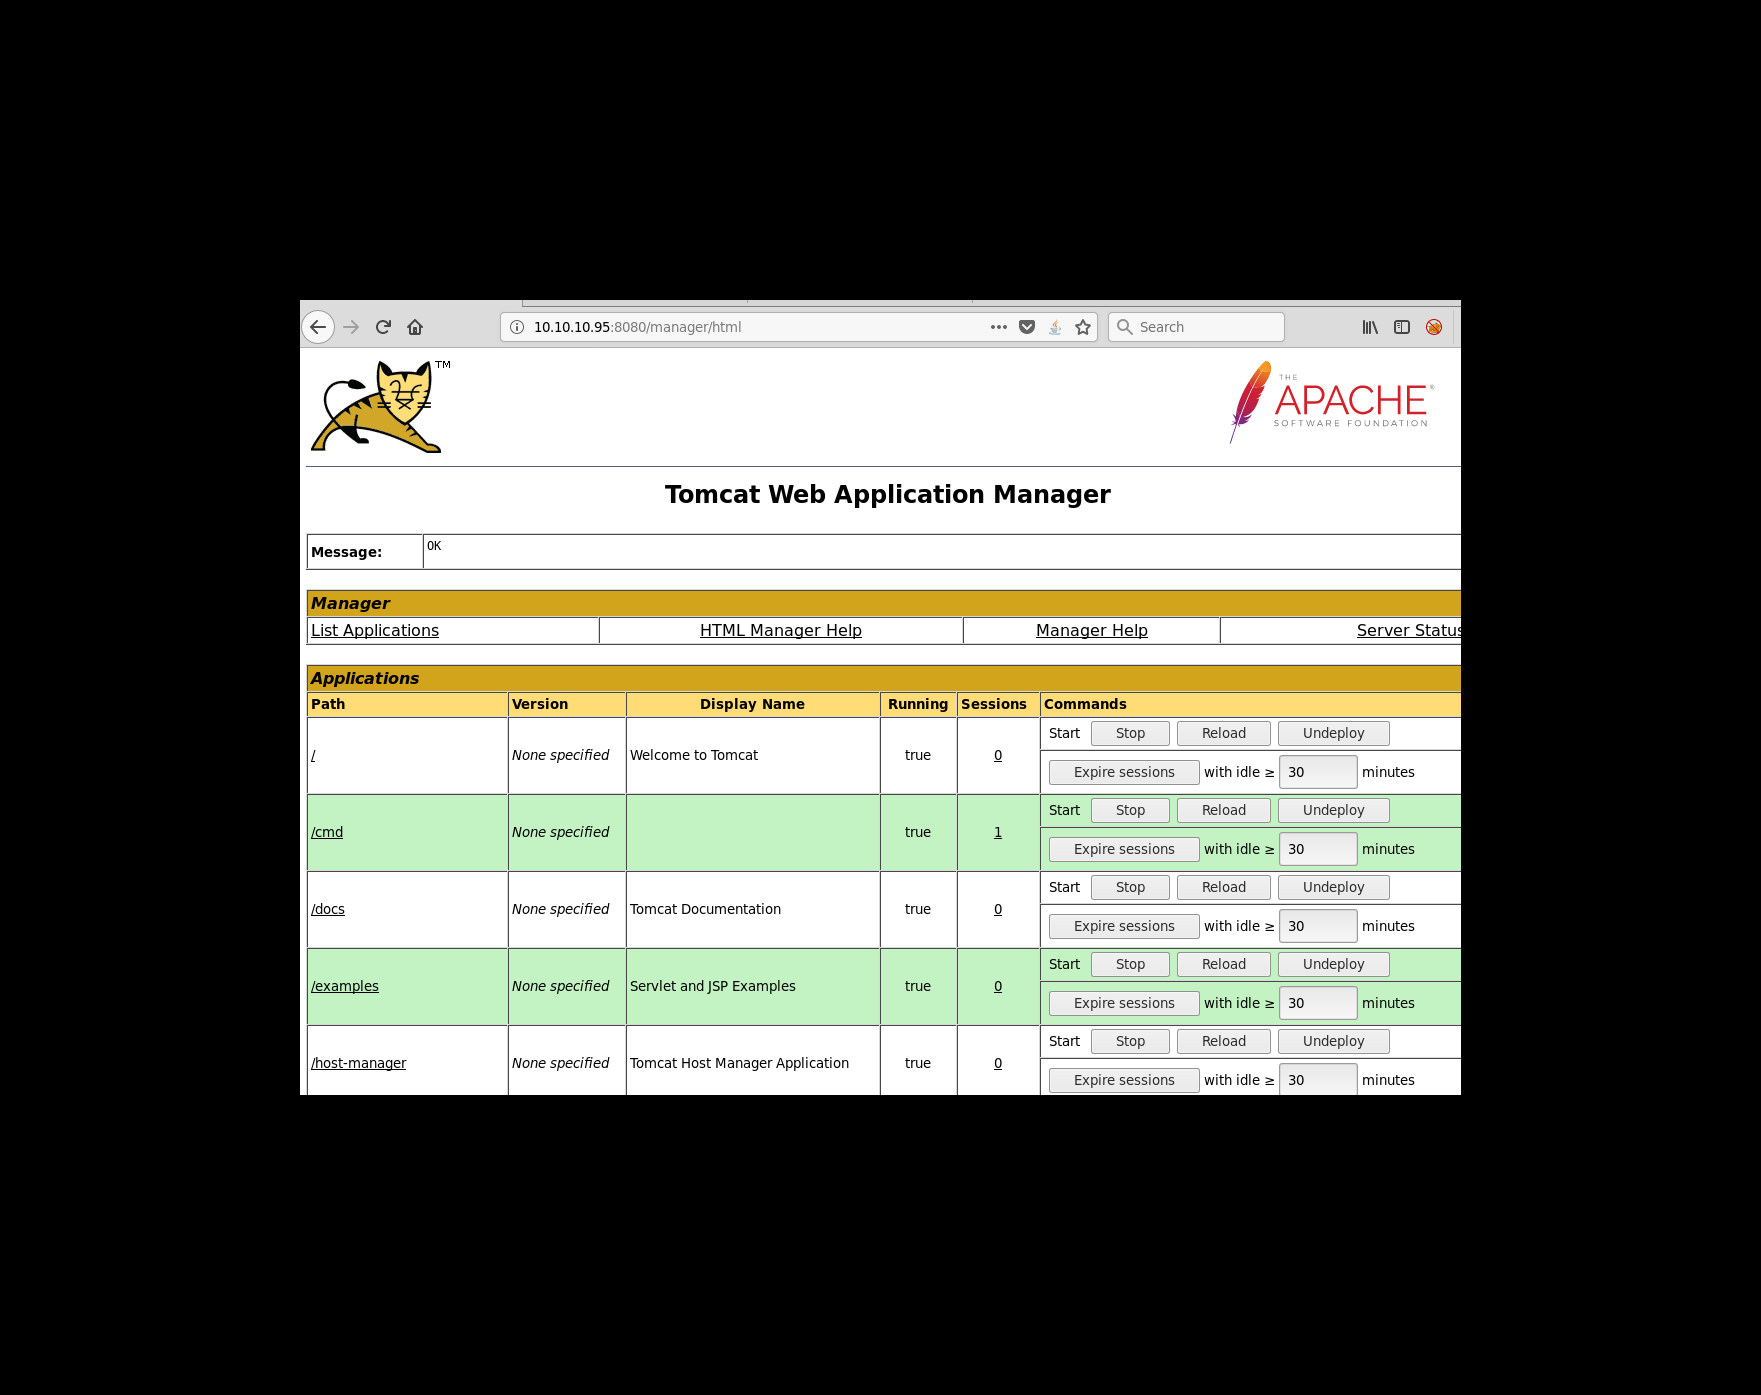 10.10.10.95:8080/manager/html Search
TM
THE
APACHE®
SOFTWARE FOUNDATION
Tomcat Web Application Manager
Message: OK
Manager
List Applications HTML Manager Help Manager Help Server Status
Applications
Path Version Display Name Running Sessions Commands
/ None specified Welcome to Tomcat true 0 Start Stop Reload Undeploy
Expire sessions with idle ≥ 30 minutes
/cmd None specified true 1 Start Stop Reload Undeploy
Expire sessions with idle ≥ 30 minutes
/docs None specified Tomcat Documentation true 0 Start Stop Reload Undeploy
Expire sessions with idle ≥ 30 minutes
/examples None specified Servlet and JSP Examples true 0 Start Stop Reload Undeploy
Expire sessions with idle ≥ 30 minutes
/host-manager None specified Tomcat Host Manager Application true 0 Start Stop Reload Undeploy
Expire sessions with idle ≥ 30 minutes